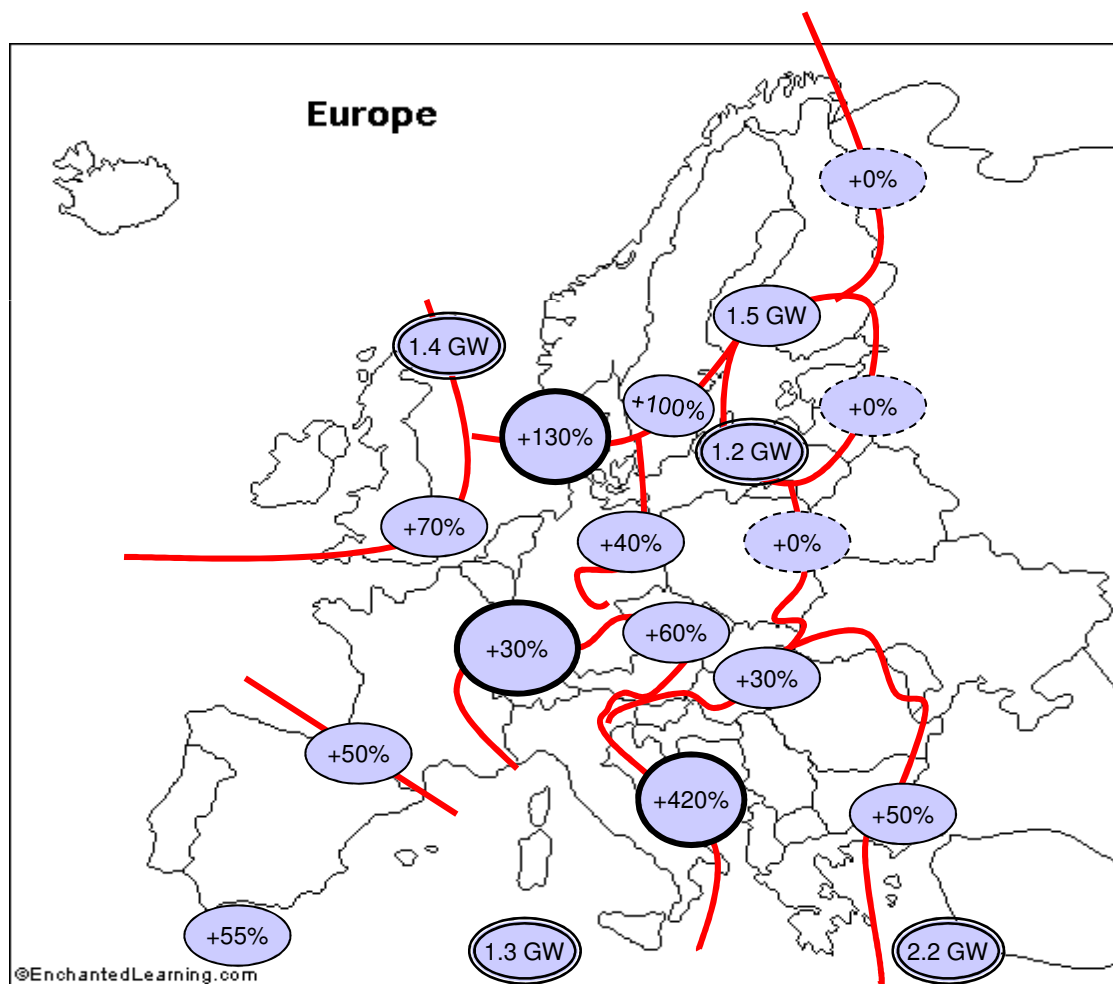 Europe
+0%
1.5 GW
1.4 GW
+100%
+0%
+130%
1.2 GW
+70%
+40%
+0%
+60%
+30%
+30%
+50%
+420%
+50%
+55%
1.3 GW
2.2 GW
©EnchantedLearning.com